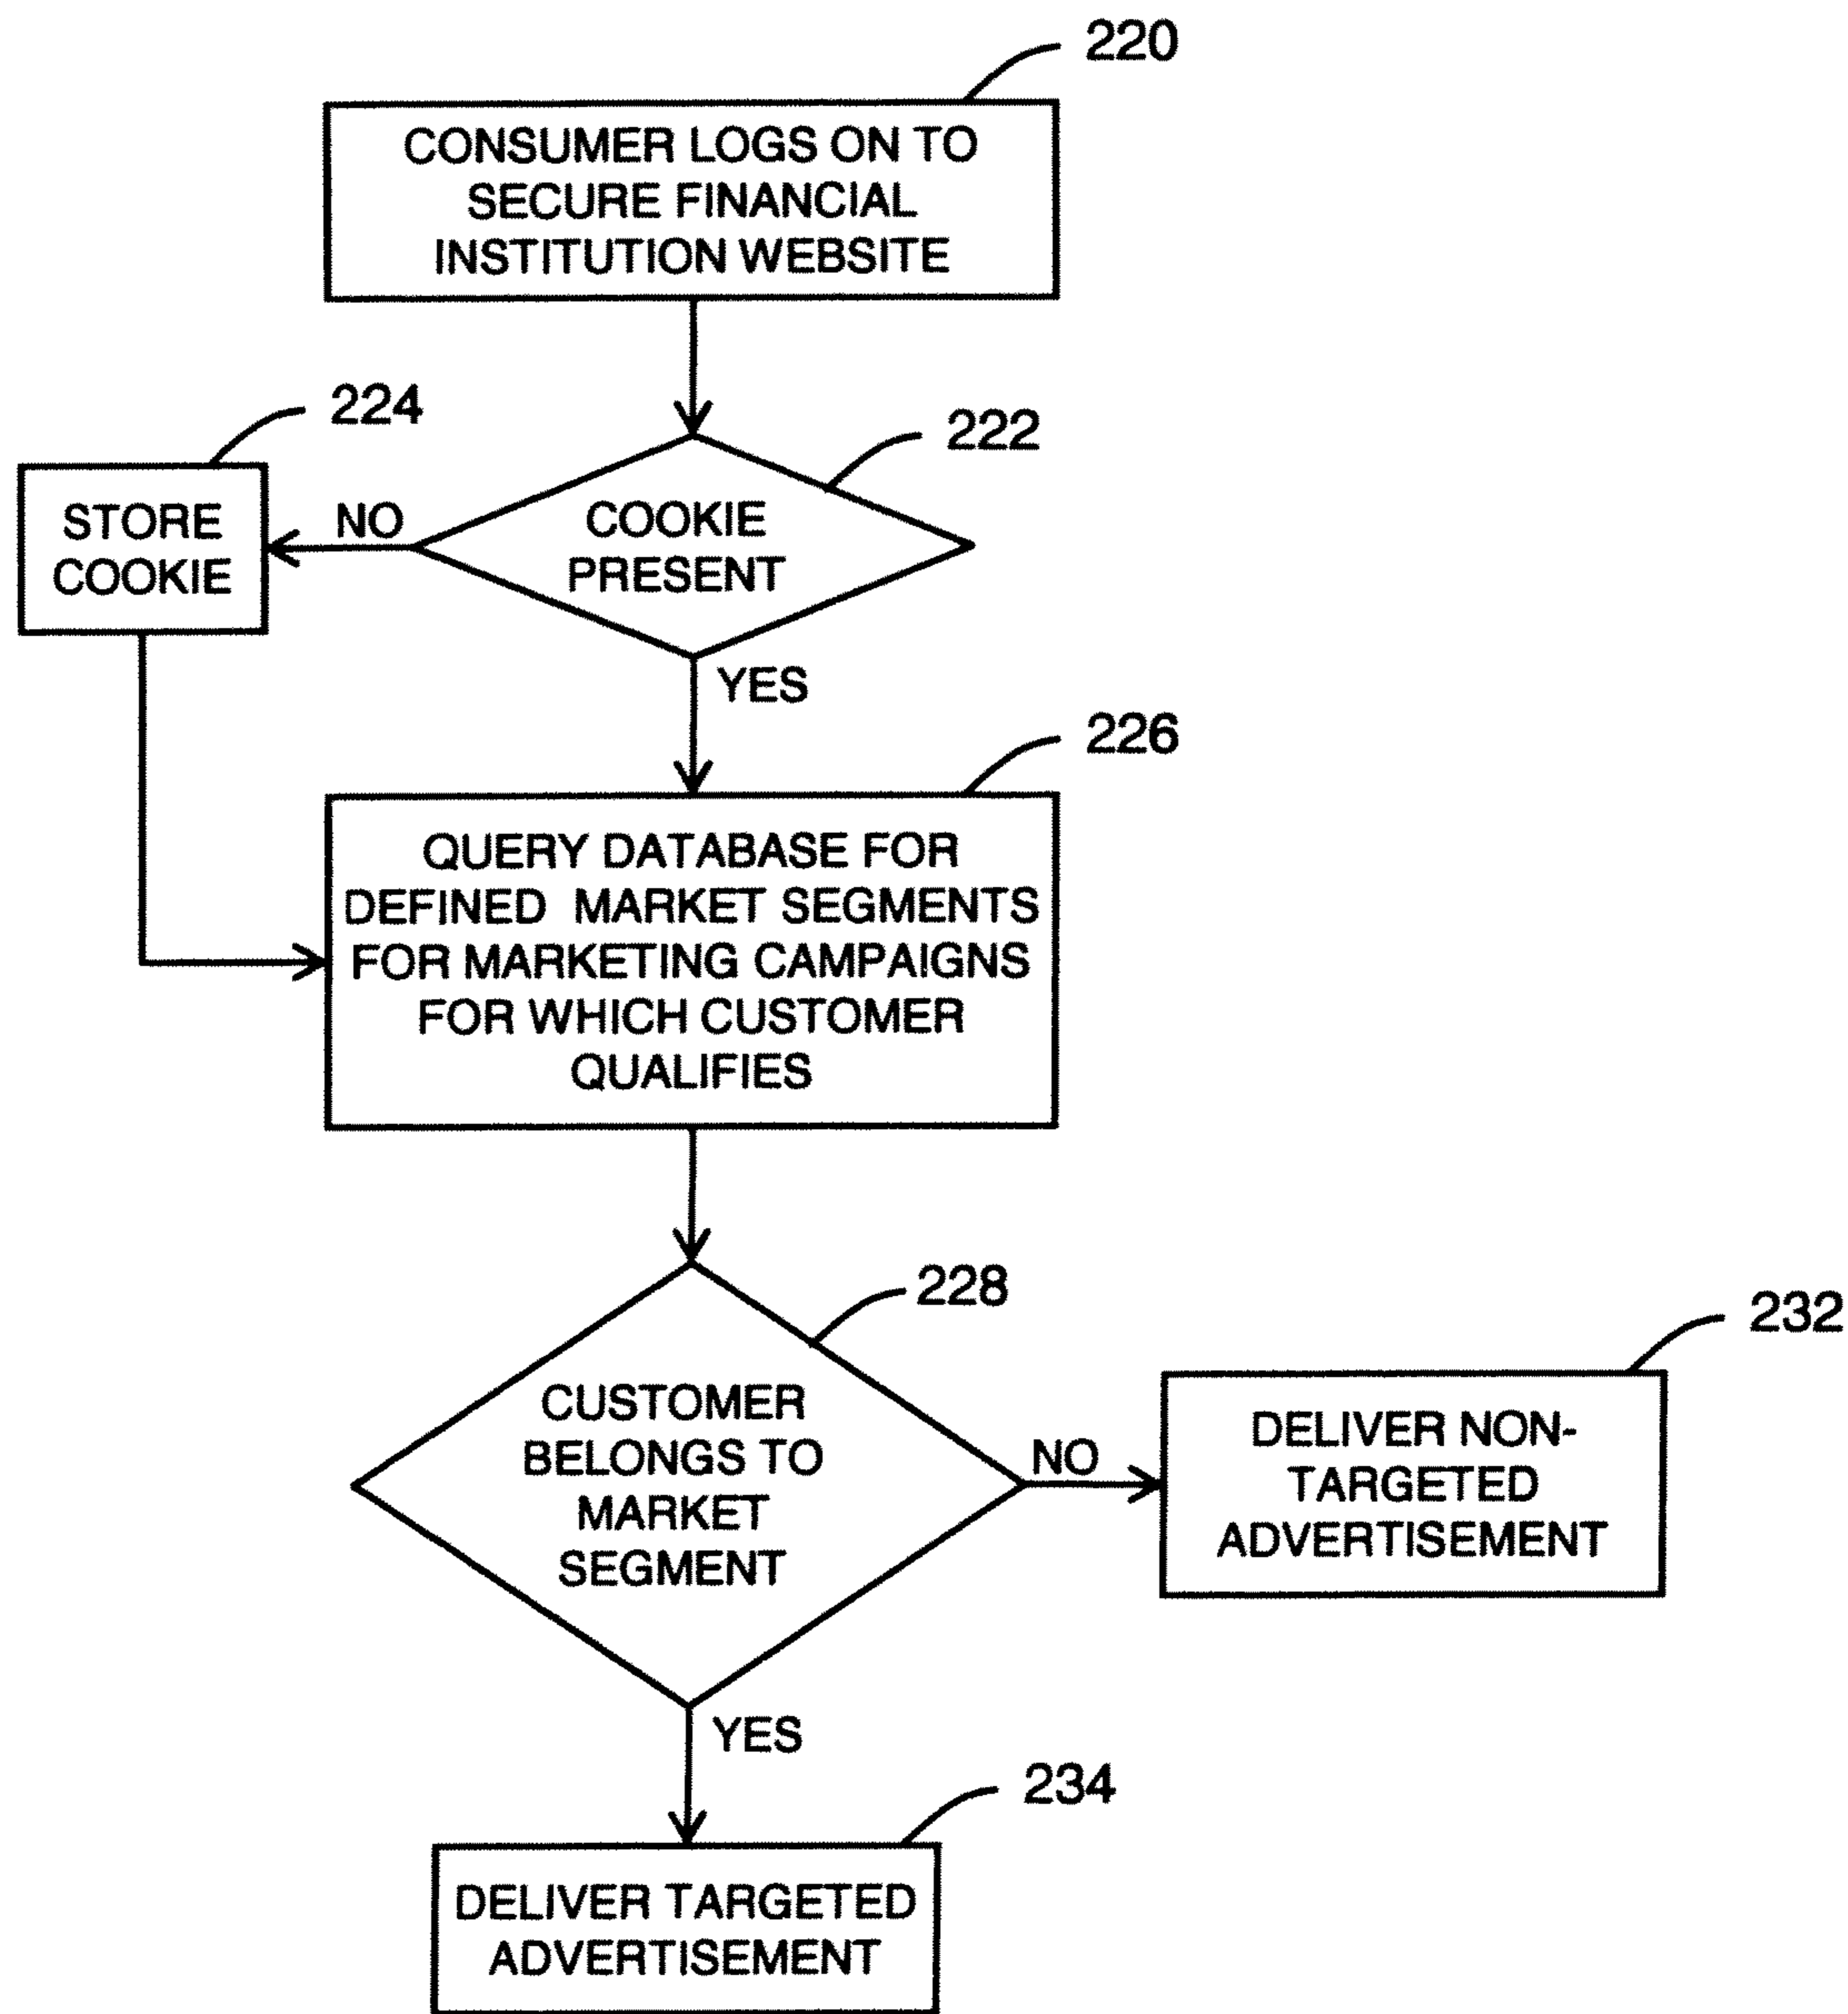 220
CONSUMER LOGS ON TO
SECURE FINANCIAL
INSTITUTION WEBSITE
224
222
STORE
COOKIE
NO
COOKIE
PRESENT
YES
226
QUERY DATABASE FOR
DEFINED MARKET SEGMENTS
FOR MARKETING CAMPAIGNS
FOR WHICH CUSTOMER
QUALIFIES
228
232
CUSTOMER
BELONGS TO
MARKET
SEGMENT
NO
DELIVER NON-
TARGETED
ADVERTISEMENT
YES
234
DELIVER TARGETED
ADVERTISEMENT